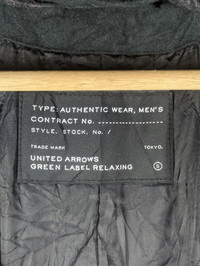 TYPE: AUTHENTIC WEAR, MEN'S
CONTRACT No. --------------------
STYLE. STOCK. No. /
TRADE MARK TOKYO.
UNITED ARROWS
GREEN LABEL RELAXING